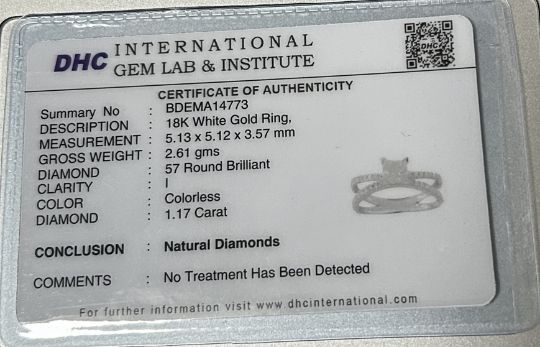 DHC INTERNATIONAL
GEM LAB & INSTITUTE
DHC
CERTIFICATE OF AUTHENTICITY
Summary No : BDEMA14773
DESCRIPTION : 18K White Gold Ring,
MEASUREMENT : 5.13 x 5.12 x 3.57 mm
GROSS WEIGHT : 2.61 gms
DIAMOND : 57 Round Brilliant
CLARITY : I
COLOR : Colorless
DIAMOND : 1.17 Carat
CONCLUSION : Natural Diamonds
COMMENTS : No Treatment Has Been Detected
For further information visit www.dhcinternational.com